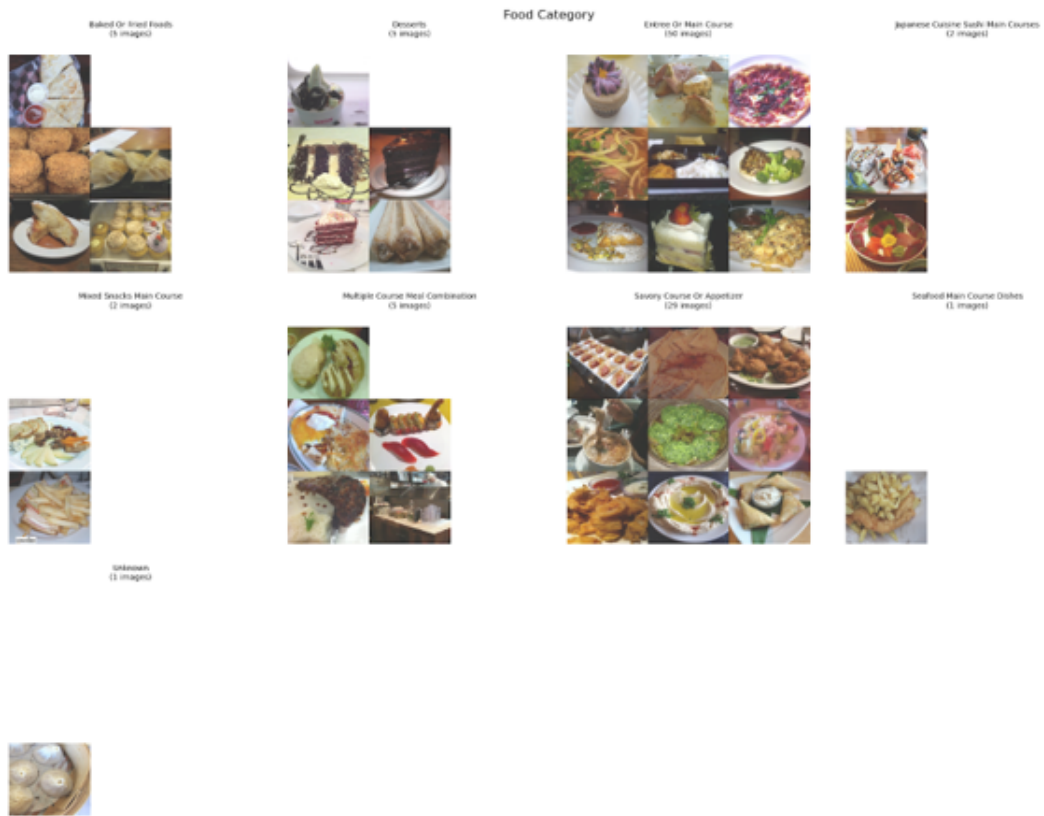 Food Category
Baked Or Fried Foods
(5 images)
Desserts
(5 images)
Entree Or Main Course
(50 images)
Japanese Cuisine Sushi Main Courses
(2 images)
Mixed Snacks Main Course
(2 images)
Multiple Course Meal Combination
(5 images)
Savory Course Or Appetizer
(29 images)
Seafood Main Course Dishes
(1 images)
Unknown
(1 images)